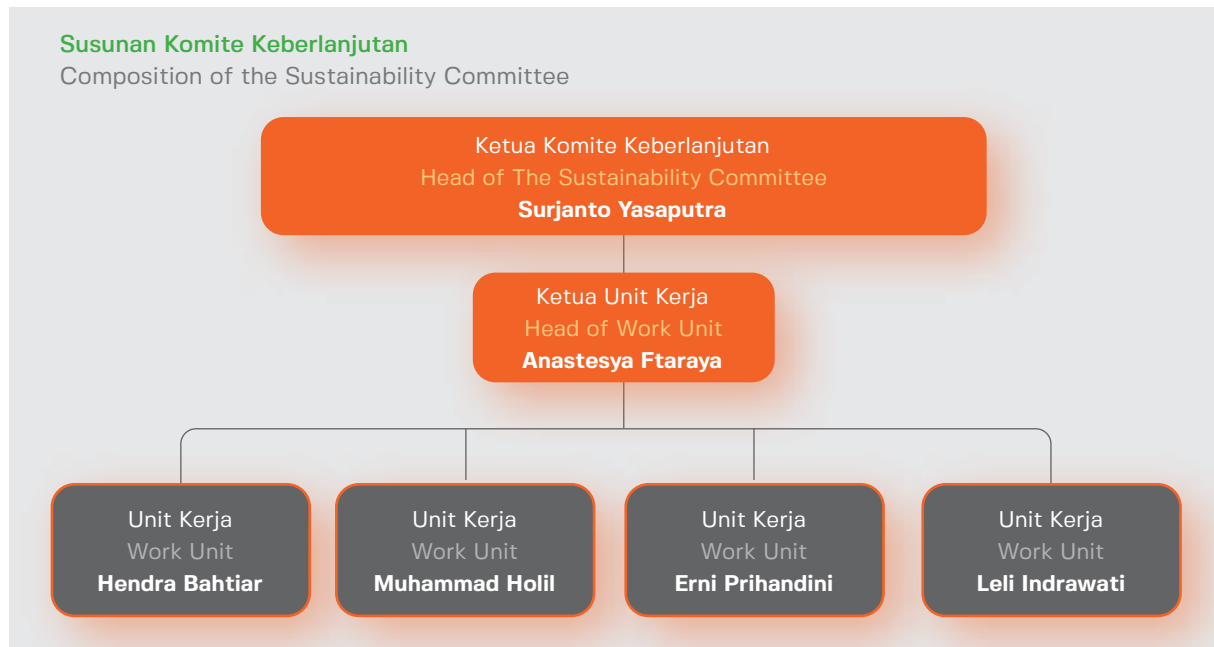 Susunan Komite Keberlanjutan
Composition of the Sustainability Committee
Ketua Komite Keberlanjutan
Head of The Sustainability Committee
Surjanto Yasaputra
Ketua Unit Kerja
Head of Work Unit
Anastesya Ftaraya
Unit Kerja
Work Unit
Hendra Bahtiar
Unit Kerja
Work Unit
Muhammad Holil
Unit Kerja
Work Unit
Erni Prihandini
Unit Kerja
Work Unit
Leli Indrawati